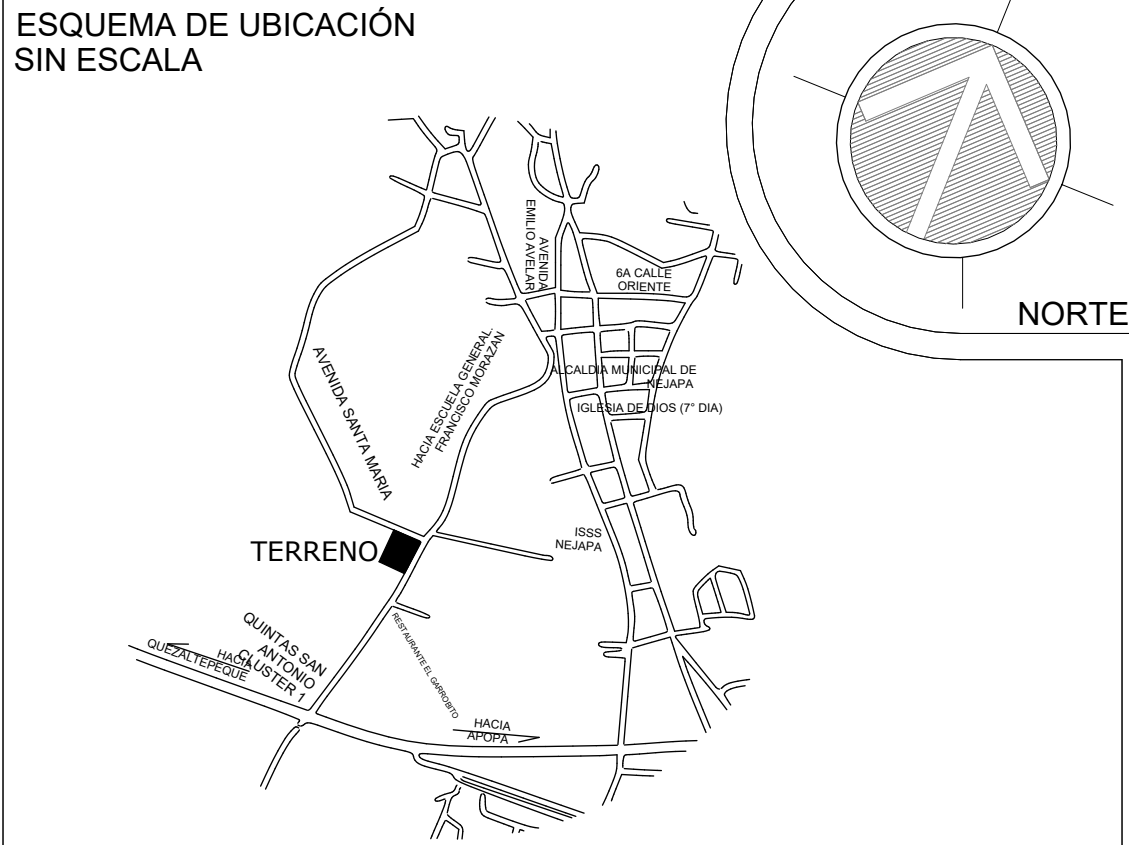 ESQUEMA DE UBICACIÓN
SIN ESCALA
NORTE
AVENIDA
EMILIO AVELAR
6A CALLE
ORIENTE
HACIA ESCUELA GENERAL.
FRANCISCO MORAZAN
AVENIDA SANTA MARIA
ALCALDIA MUNICIPAL DE
NEJAPA
IGLESIA DE DIOS (7° DIA)
ISSS
NEJAPA
TERRENO
QUINTAS SAN
ANTONIO
CLUSTER 1
HACIA
QUEZALTEPEQUE
RESTAURANTE EL GARROBITO
HACIA
APOPA